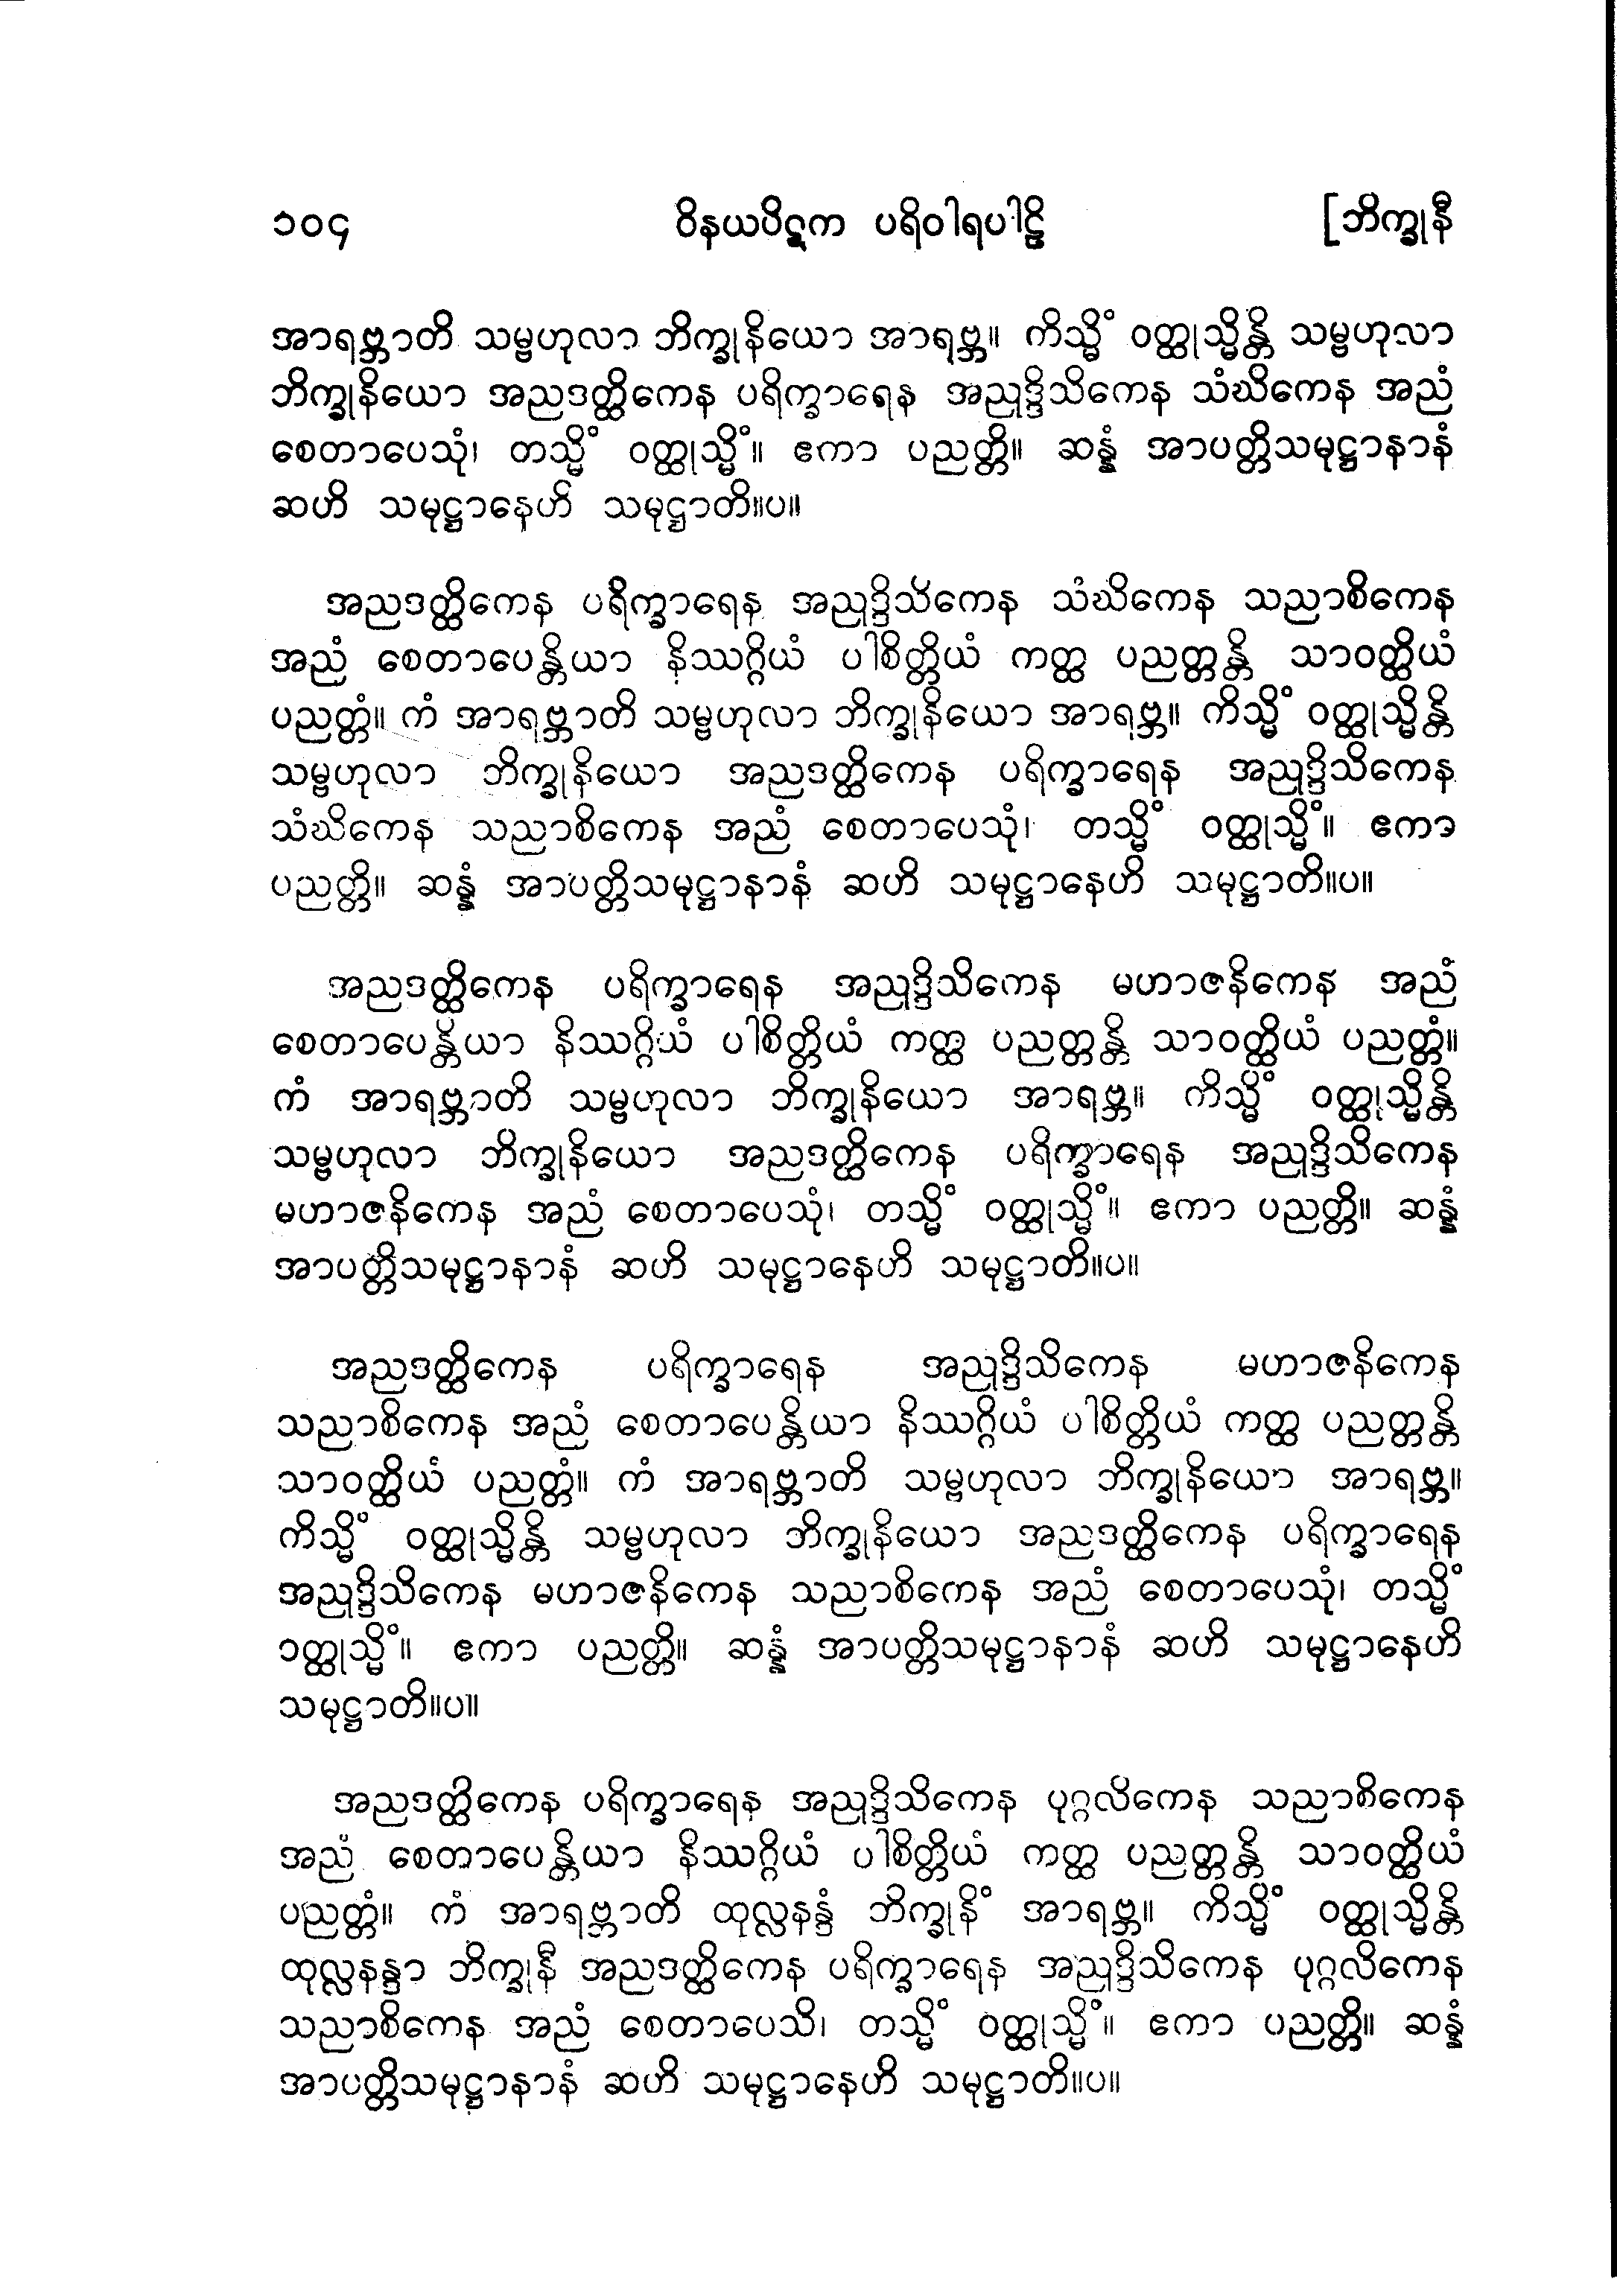 ၁၀၄ ဝိနယပိဋက ပရိဝါရပါဠိ [ဘိက္ခုနီ
အာရဗ္ဘာတိ သမ္ဗဟုလာ ဘိက္ခုနိယော အာရဗ္ဘ။ ကိသ္မိံ ဝတ္ထုသ္မိန္တိ သမ္ဗဟုလာ
ဘိက္ခုနိယော အညဒတ္ထိကေန ပရိက္ခာရေန အညုဒ္ဒိသိကေန သံဃိကေန အညံ
စေတာပေသုံ၊ တသ္မိံ ဝတ္ထုသ္မိံ။ ဧကာ ပညတ္တိ။ ဆန္နံ အာပတ္တိသမုဋ္ဌာနာနံ
ဆဟိ သမုဋ္ဌာနေဟိ သမုဋ္ဌာတိ။ပ။
အညဒတ္ထိကေန ပရိက္ခာရေန အညုဒ္ဒိသိကေန သံဃိကေန သညာစိကေန
အညံ စေတာပေန္တိယာ နိဿဂ္ဂိယံ ပါစိတ္တိယံ ကတ္ထ ပညတ္တန္တိ သာဝတ္ထိယံ
ပညတ္တံ။ ကံ အာရဗ္ဘာတိ သမ္ဗဟုလာ ဘိက္ခုနိယော အာရဗ္ဘ။ ကိသ္မိံ ဝတ္ထုသ္မိန္တိ
သမ္ဗဟုလာ ဘိက္ခုနိယော အညဒတ္ထိကေန ပရိက္ခာရေန အညုဒ္ဒိသိကေန
သံဃိကေန သညာစိကေန အညံ စေတာပေသုံ၊ တသ္မိံ ဝတ္ထုသ္မိံ။ ဧကာ
ပညတ္တိ။ ဆန္နံ အာပတ္တိသမုဋ္ဌာနာနံ ဆဟိ သမုဋ္ဌာနေဟိ သမုဋ္ဌာတိ။ပ။
အညဒတ္ထိကေန ပရိက္ခာရေန အညုဒ္ဒိသိကေန မဟာဇနိကေန အညံ
စေတာပေန္တိယာ နိဿဂ္ဂိယံ ပါစိတ္တိယံ ကတ္ထ ပညတ္တန္တိ သာဝတ္ထိယံ ပညတ္တံ။
ကံ အာရဗ္ဘာတိ သမ္ဗဟုလာ ဘိက္ခုနိယော အာရဗ္ဘ။ ကိသ္မိံ ဝတ္ထုသ္မိန္တိ
သမ္ဗဟုလာ ဘိက္ခုနိယော အညဒတ္ထိကေန ပရိက္ခာရေန အညုဒ္ဒိသိကေန
မဟာဇနိကေန အညံ စေတာပေသုံ၊ တသ္မိံ ဝတ္ထုသ္မိံ။ ဧကာ ပညတ္တိ။ ဆန္နံ
အာပတ္တိသမုဋ္ဌာနာနံ ဆဟိ သမုဋ္ဌာနေဟိ သမုဋ္ဌာတိ။ပ။
အညဒတ္ထိကေန ပရိက္ခာရေန အညုဒ္ဒိသိကေန မဟာဇနိကေန
သညာစိကေန အညံ စေတာပေန္တိယာ နိဿဂ္ဂိယံ ပါစိတ္တိယံ ကတ္ထ ပညတ္တန္တိ
သာဝတ္ထိယံ ပညတ္တံ။ ကံ အာရဗ္ဘာတိ သမ္ဗဟုလာ ဘိက္ခုနိယော အာရဗ္ဘ။
ကိသ္မိံ ဝတ္ထုသ္မိန္တိ သမ္ဗဟုလာ ဘိက္ခုနိယော အညဒတ္ထိကေန ပရိက္ခာရေန
အညုဒ္ဒိသိကေန မဟာဇနိကေန သညာစိကေန အညံ စေတာပေသုံ၊ တသ္မိံ
ဝတ္ထုသ္မိံ။ ဧကာ ပညတ္တိ။ ဆန္နံ အာပတ္တိသမုဋ္ဌာနာနံ ဆဟိ သမုဋ္ဌာနေဟိ
သမုဋ္ဌာတိ။ပ။
အညဒတ္ထိကေန ပရိက္ခာရေန အညုဒ္ဒိသိကေန ပုဂ္ဂလိကေန သညာစိကေန
အညံ စေတာပေန္တိယာ နိဿဂ္ဂိယံ ပါစိတ္တိယံ ကတ္ထ ပညတ္တန္တိ သာဝတ္ထိယံ
ပညတ္တံ။ ကံ အာရဗ္ဘာတိ ထုလ္လနန္ဒံ ဘိက္ခုနိံ အာရဗ္ဘ။ ကိသ္မိံ ဝတ္ထုသ္မိန္တိ
ထုလ္လနန္ဒာ ဘိက္ခုနီ အညဒတ္ထိကေန ပရိက္ခာရေန အညုဒ္ဒိသိကေန ပုဂ္ဂလိကေန
သညာစိကေန အညံ စေတာပေသိ၊ တသ္မိံ ဝတ္ထုသ္မိံ။ ဧကာ ပညတ္တိ။ ဆန္နံ
အာပတ္တိသမုဋ္ဌာနာနံ ဆဟိ သမုဋ္ဌာနေဟိ သမုဋ္ဌာတိ။ပ။